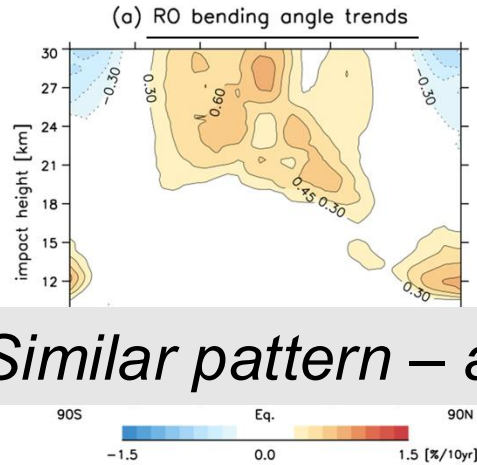 (a) RO bending angle trends
impact height [km]
30
27
24
21
18
15
12
-0.30
0.30
0.60
-0.30
0.45
0.30
0.30
Similar pattern – a
90S Eq. 90N
-1.5 0.0 1.5 [%/10yr]